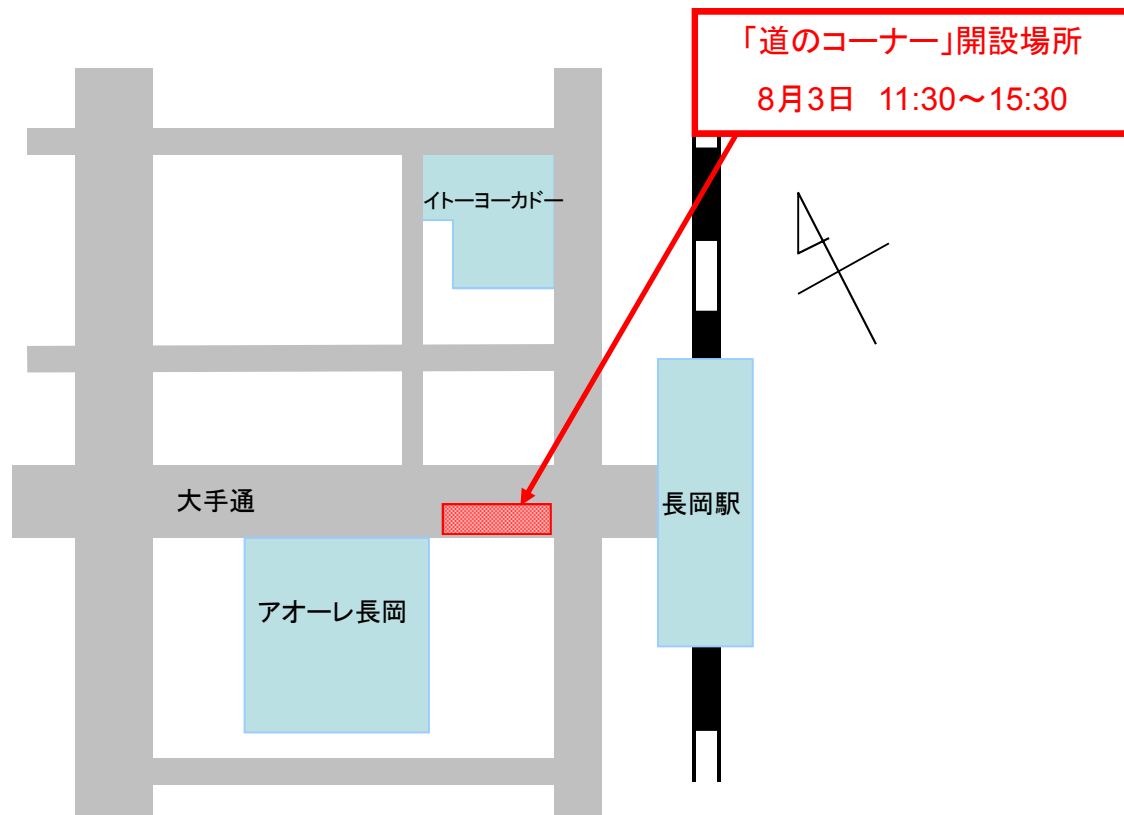 「道のコーナー」開設場所
8月3日 11:30～15:30
イトーヨーカドー
大手通
長岡駅
アオーレ長岡